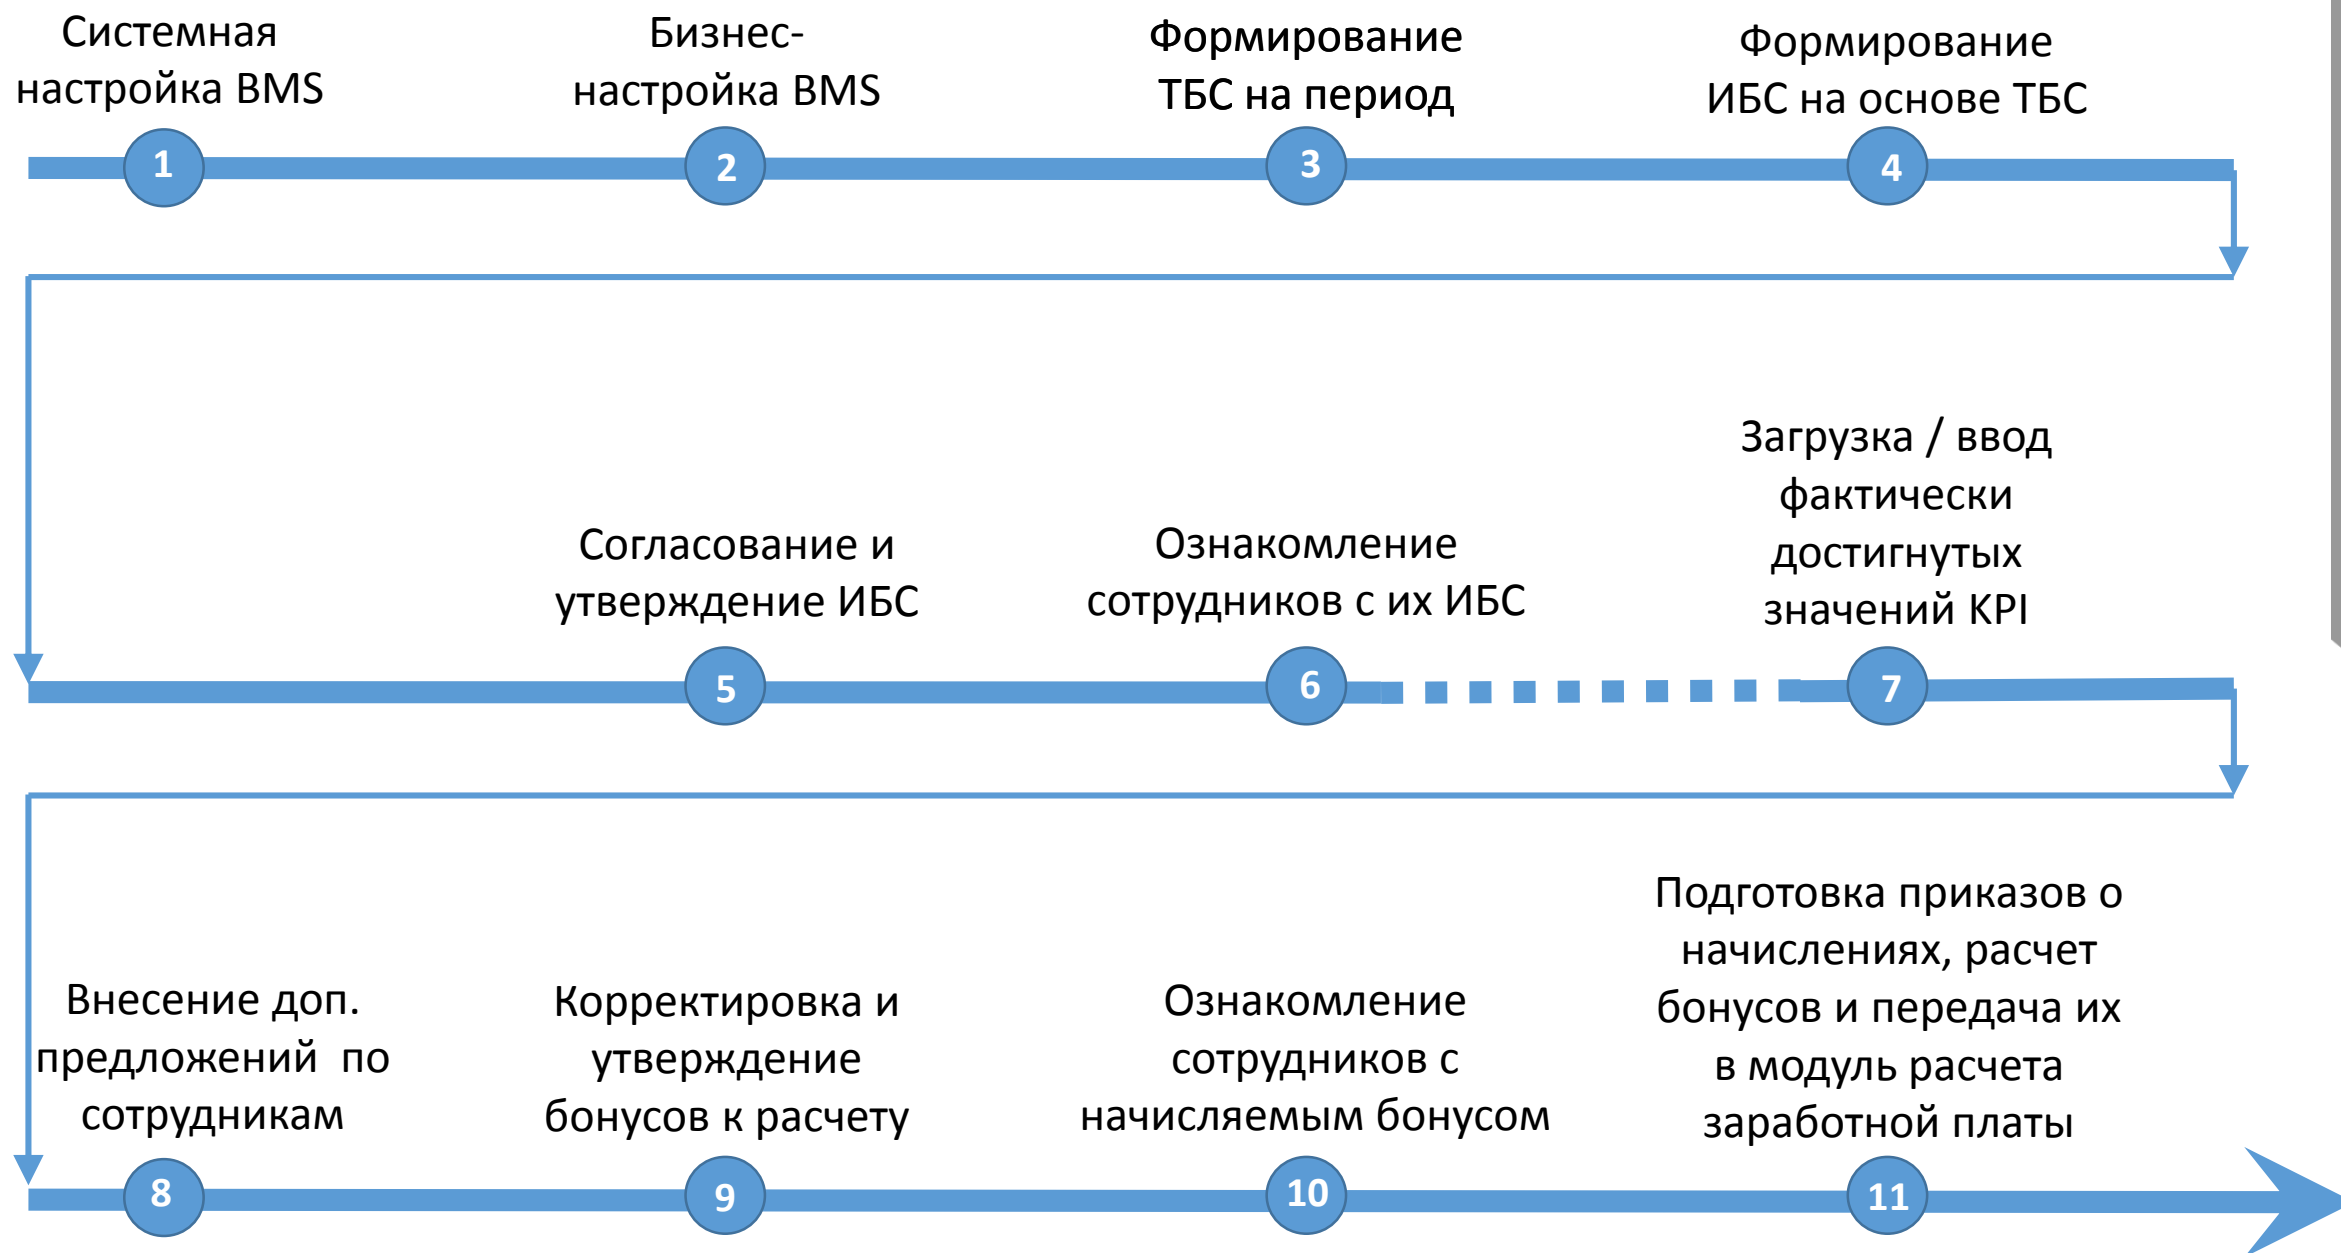 Системная
настройка BMS
1
Бизнес-
настройка BMS
2
Формирование
ТБС на период
3
Формирование
ИБС на основе ТБС
4
Согласование и
утверждение ИБС
5
Ознакомление
сотрудников с их ИБС
6
Загрузка / ввод
фактически
достигнутых
значений KPI
7
Внесение доп.
предложений по
сотрудникам
8
Корректировка и
утверждение
бонусов к расчету
9
Ознакомление
сотрудников с
начисляемым бонусом
10
Подготовка приказов о
начислениях, расчет
бонусов и передача их
в модуль расчета
заработной платы
11